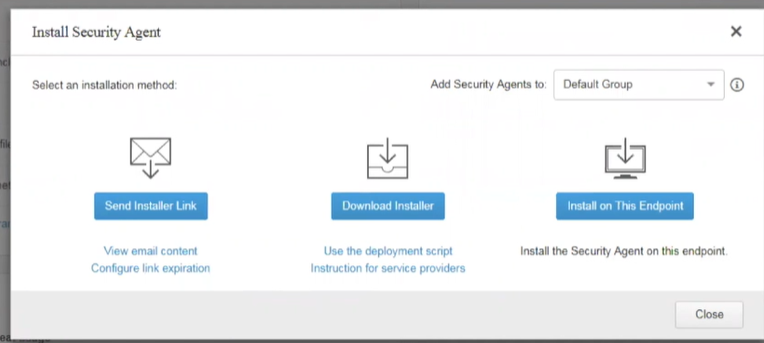 Install Security Agent
Select an installation method:
Add Security Agents to: Default Group
Send Installer Link
Download Installer
Install on This Endpoint
View email content
Use the deployment script
Install the Security Agent on this endpoint.
Configure link expiration
Instruction for service providers
Close